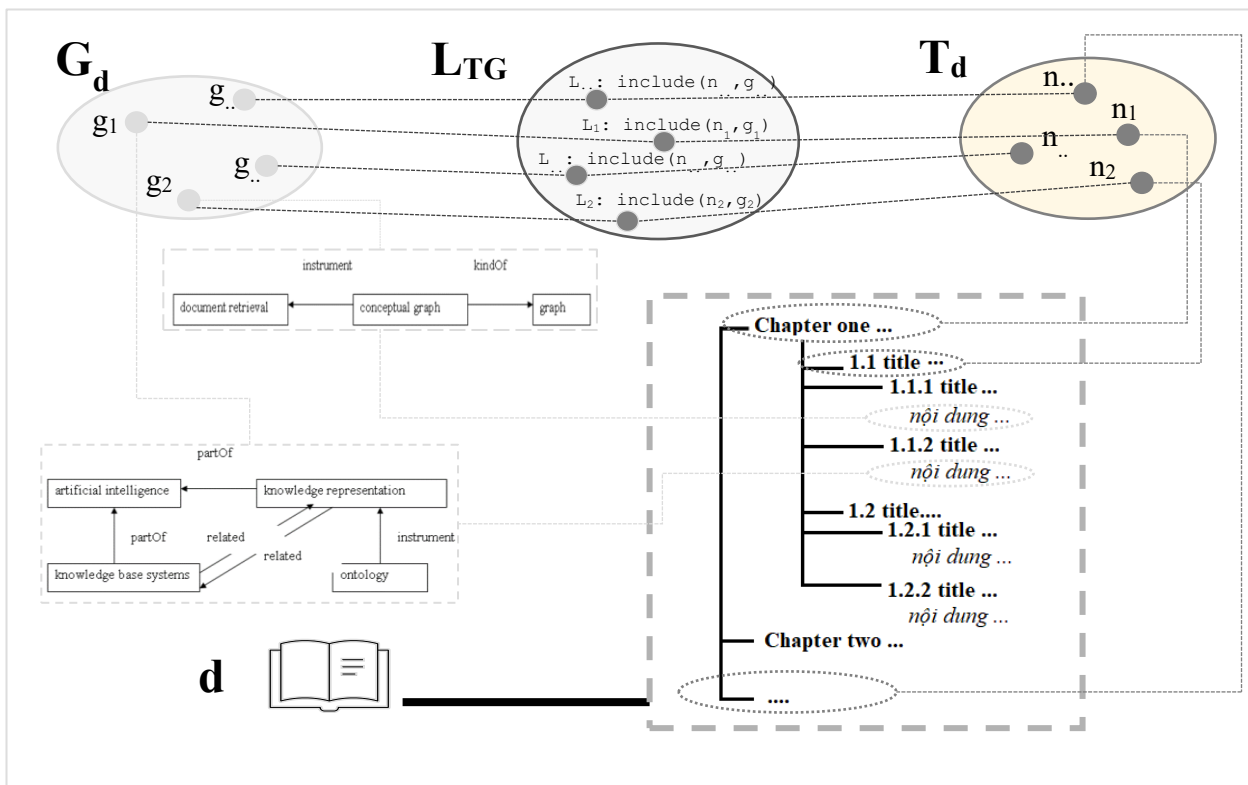 G_d
L_TG
T_d
g..
g1
g..
g2
L..: include(n..,g..)
L1: include(n1,g1)
L..: include(n..,g..)
L2: include(n2,g2)
n..
n1
n..
n2
instrument
kindOf
document retrieval
conceptual graph
graph
partOf
artificial intelligence
knowledge representation
partOf
related
related
instrument
knowledge base systems
ontology
Chapter one ...
1.1 title ...
1.1.1 title ...
nội dung ...
1.1.2 title ...
nội dung ...
1.2 title....
1.2.1 title ...
nội dung ...
1.2.2 title ...
nội dung ...
Chapter two ...
....
d